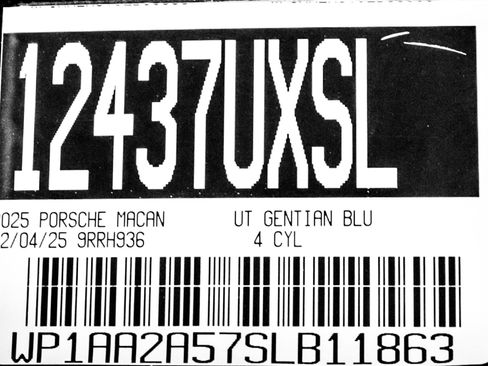 12437UXSL
025 PORSCHE MACAN UT GENTIAN BLU
2/04/25 9RRH936 4 CYL
WP1AA2A57SLB11863